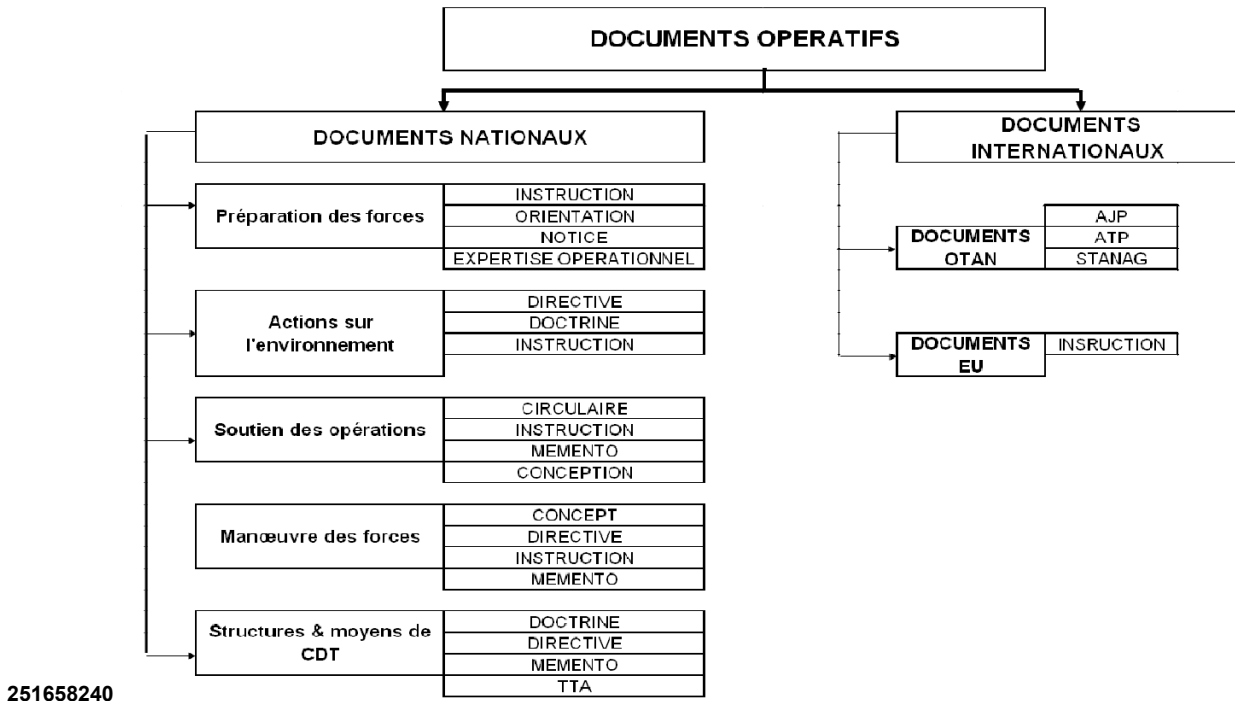 DOCUMENTS OPERATIFS
DOCUMENTS NATIONAUX
Préparation des forces
INSTRUCTION
ORIENTATION
NOTICE
EXPERTISE OPERATIONNEL
Actions sur
l'environnement
DIRECTIVE
DOCTRINE
INSTRUCTION
Soutien des opérations
CIRCULAIRE
INSTRUCTION
MEMENTO
CONCEPTION
Manœuvre des forces
CONCEPT
DIRECTIVE
INSTRUCTION
MEMENTO
Structures & moyens de
CDT
DOCTRINE
DIRECTIVE
MEMENTO
TTA
DOCUMENTS
INTERNATIONAUX
DOCUMENTS
OTAN
AJP
ATP
STANAG
DOCUMENTS
EU
INSRUCTION
251658240